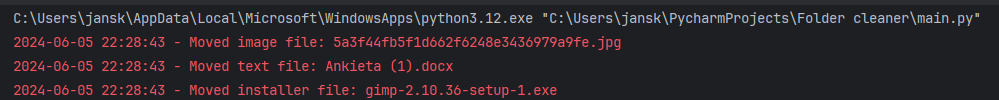 C:\Users\jansk\AppData\Local\Microsoft\WindowsApps\python3.12.exe "C:\Users\jansk\PycharmProjects\Folder cleaner\main.py"
2024-06-05 22:28:43 - Moved image file: 5a3f44fb5f1d662f6248e3436979a9fe.jpg
2024-06-05 22:28:43 - Moved text file: Ankieta (1).docx
2024-06-05 22:28:43 - Moved installer file: gimp-2.10.36-setup-1.exe